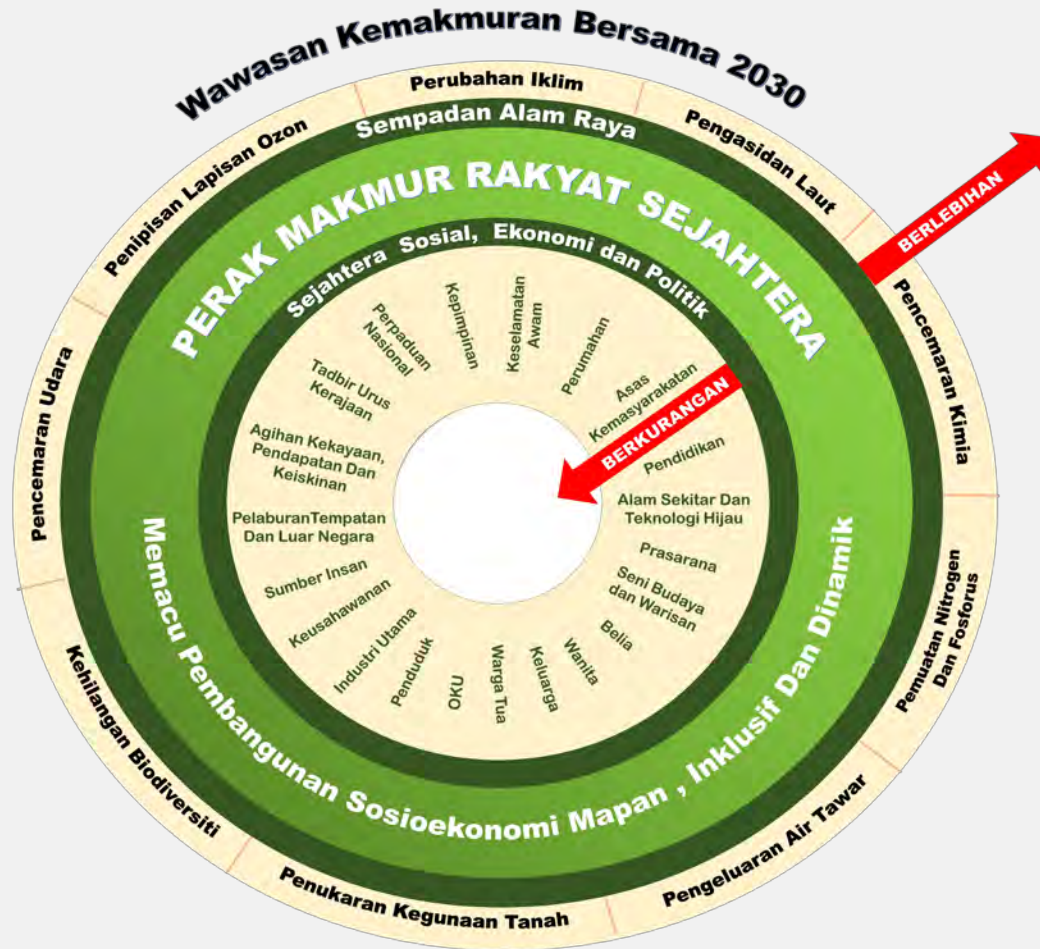 Wawasan Kemakmuran Bersama 2030
Perubahan Iklim
Pengasidan Laut
Pencemaran Kimia
Pemuatan Nitrogen
Dan Fosforus
Pengeluaran Air Tawar
Penukaran Kegunaan Tanah
Kehilangan Biodiversiti
Pencemaran Udara
Penipisan Lapisan Ozon
BERLEBIHAN
Sempadan Alam Raya
PERAK MAKMUR RAKYAT SEJAHTERA
Memacu Pembangunan Sosioekonomi Mapan , Inklusif Dan Dinamik
Sejahtera Sosial, Ekonomi dan Politik
BERKURANGAN
Keselamatan
Awam
Perumahan
Asas
Kemasyarakatan
Pendidikan
Alam Sekitar Dan
Teknologi Hijau
Prasarana
Seni Budaya
dan Warisan
Belia
Wanita
Keluarga
Warga Tua
OKU
Penduduk
Industri Utama
Keusahawanan
Sumber Insan
PelaburanTempatan
Dan Luar Negara
Agihan Kekayaan,
Pendapatan Dan
Keiskinan
Tadbir Urus
Kerajaan
Perpaduan
Nasional
Kepimpinan